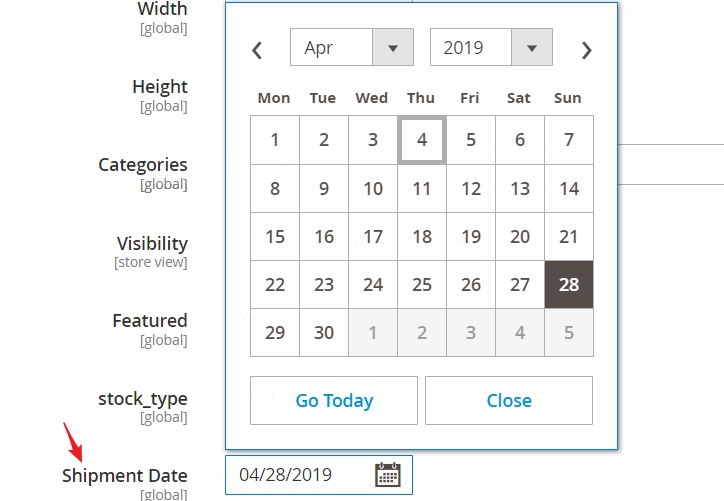 Width
[global]
Height
[global]
Categories
[global]
Visibility
[store view]
Featured
[global]
stock_type
[global]
Shipment Date
[global]
Apr 2019
Mon Tue Wed Thu Fri Sat Sun
1 2 3 4 5 6 7
8 9 10 11 12 13 14
15 16 17 18 19 20 21
22 23 24 25 26 27 28
29 30 1 2 3 4 5
Go Today Close
04/28/2019